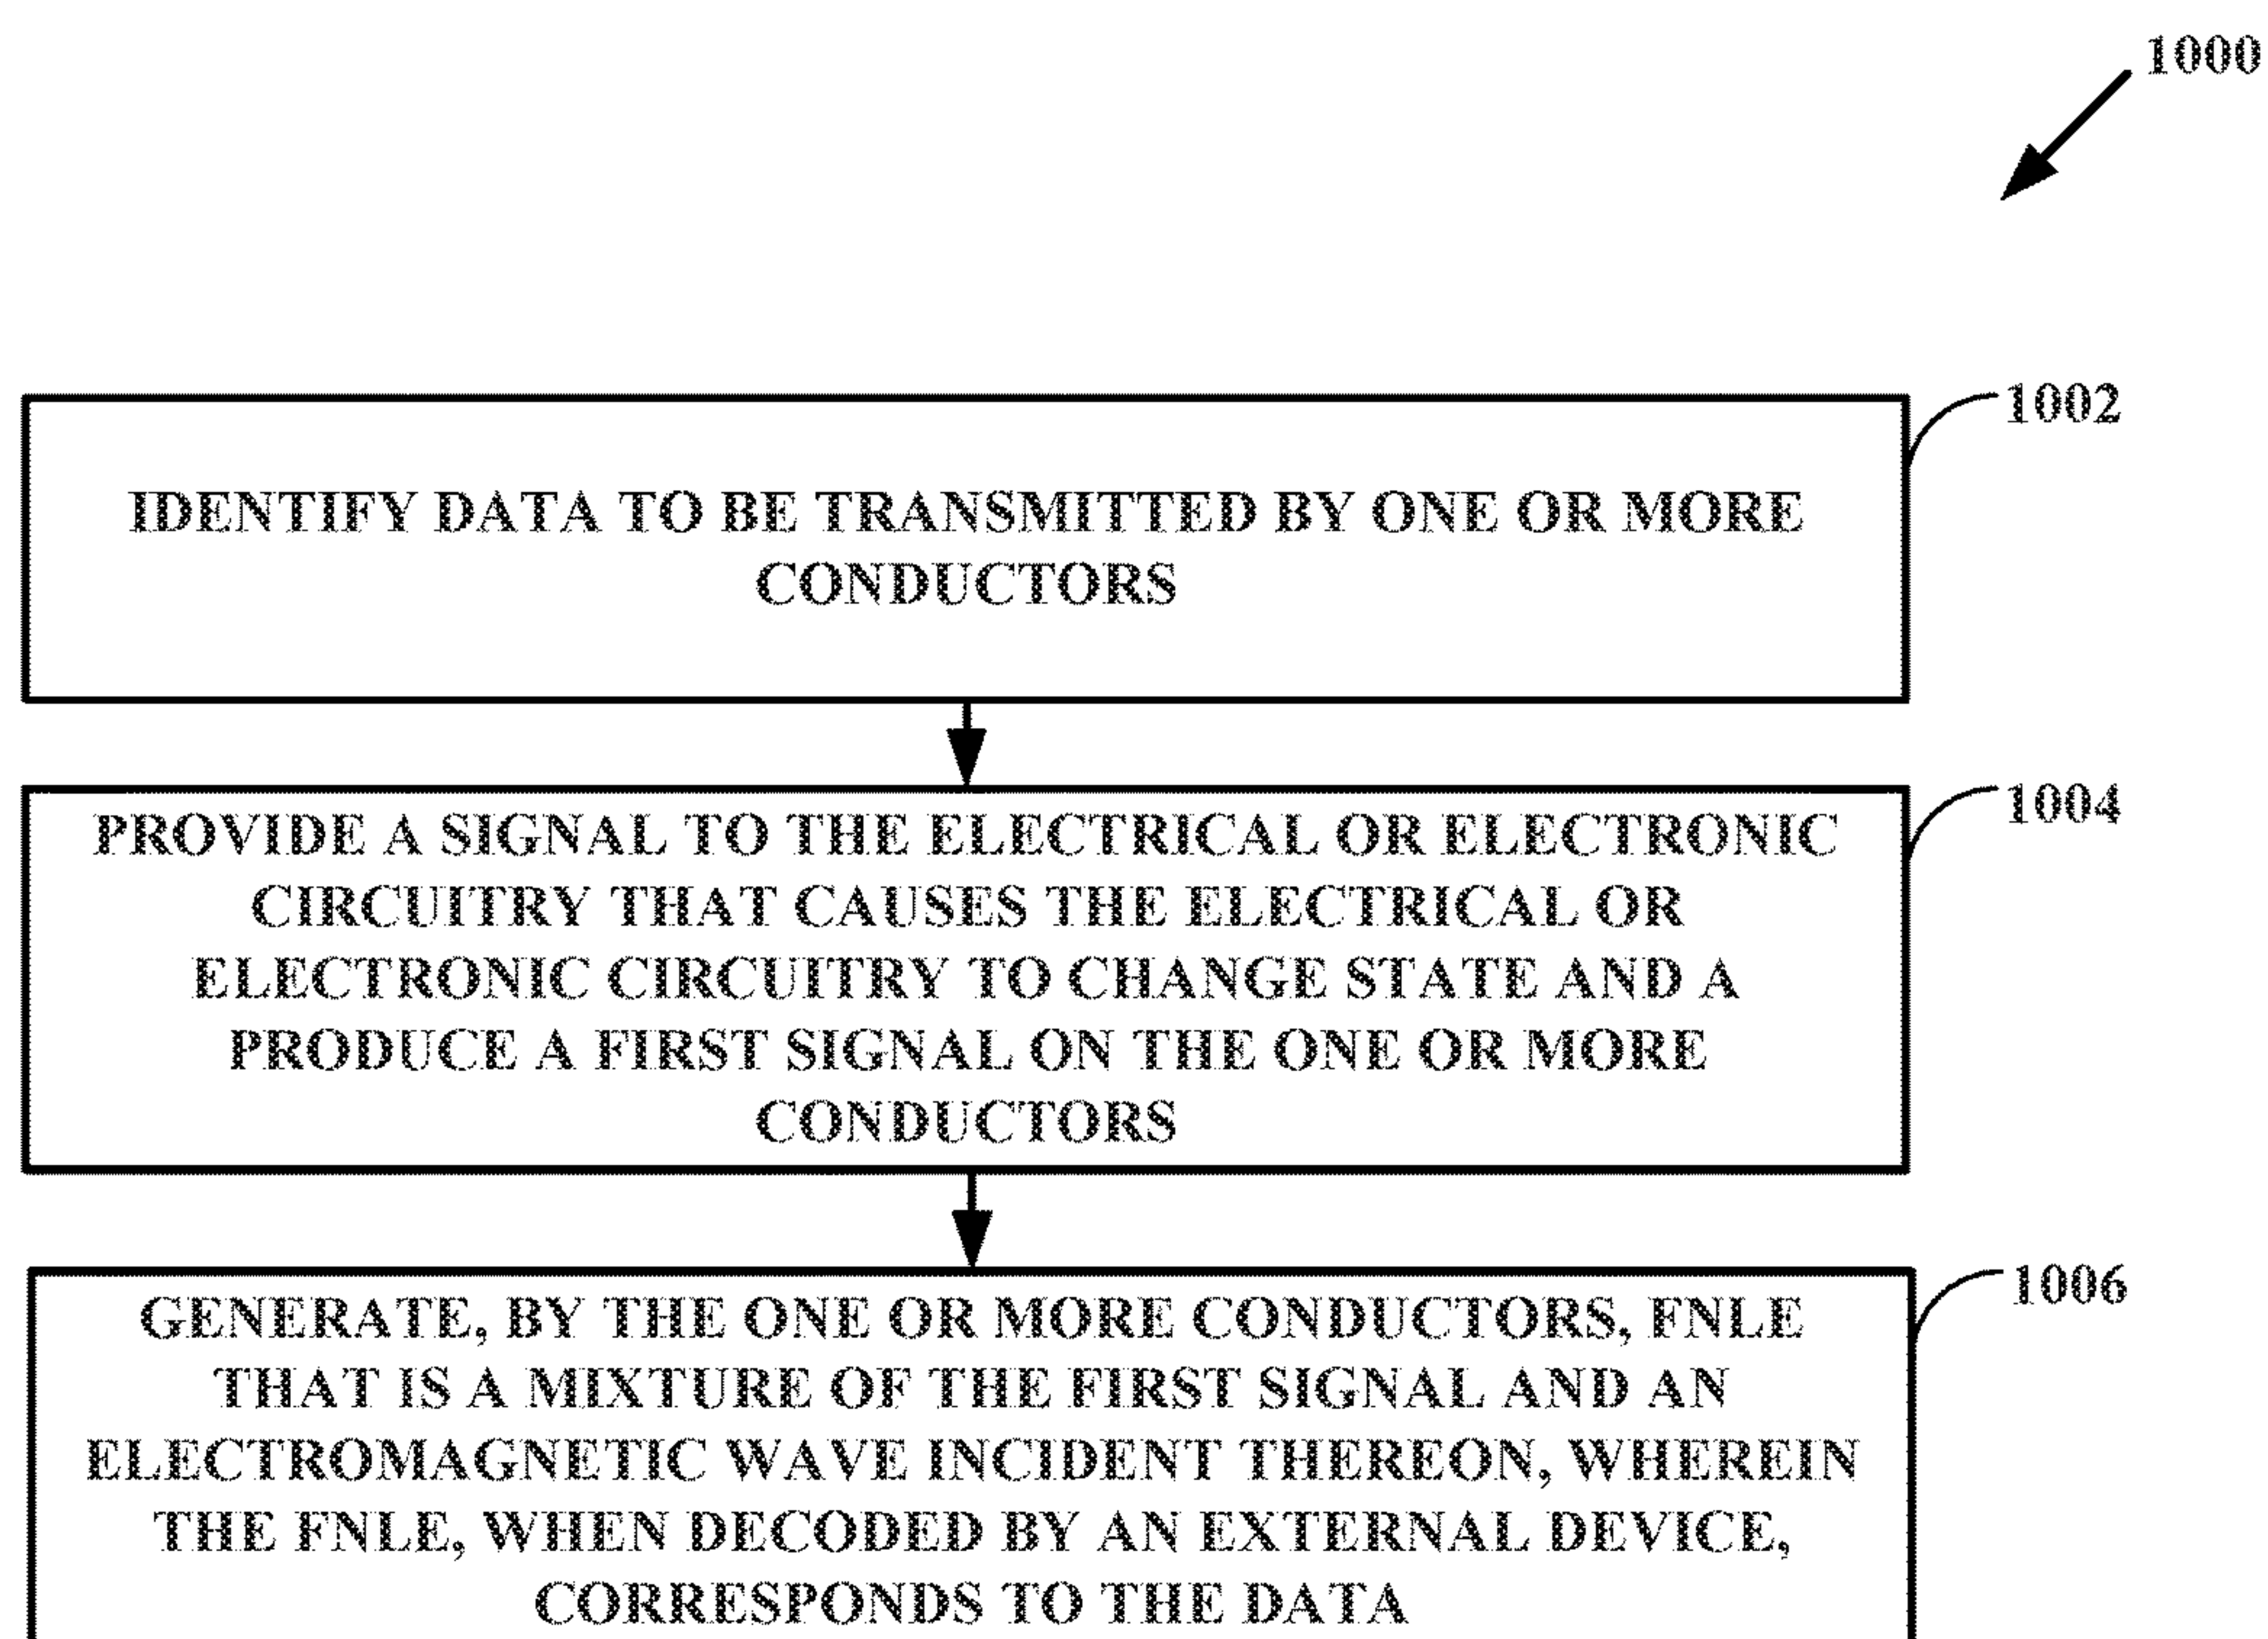 1000
1002
IDENTIFY DATA TO BE TRANSMITTED BY ONE OR MORE
CONDUCTORS
1004
PROVIDE A SIGNAL TO THE ELECTRICAL OR ELECTRONIC
CIRCUITRY THAT CAUSES THE ELECTRICAL OR
ELECTRONIC CIRCUITRY TO CHANGE STATE AND A
PRODUCE A FIRST SIGNAL ON THE ONE OR MORE
CONDUCTORS
1006
GENERATE, BY THE ONE OR MORE CONDUCTORS, FNLE
THAT IS A MIXTURE OF THE FIRST SIGNAL AND AN
ELECTROMAGNETIC WAVE INCIDENT THEREON, WHEREIN
THE FNLE, WHEN DECODED BY AN EXTERNAL DEVICE,
CORRESPONDS TO THE DATA